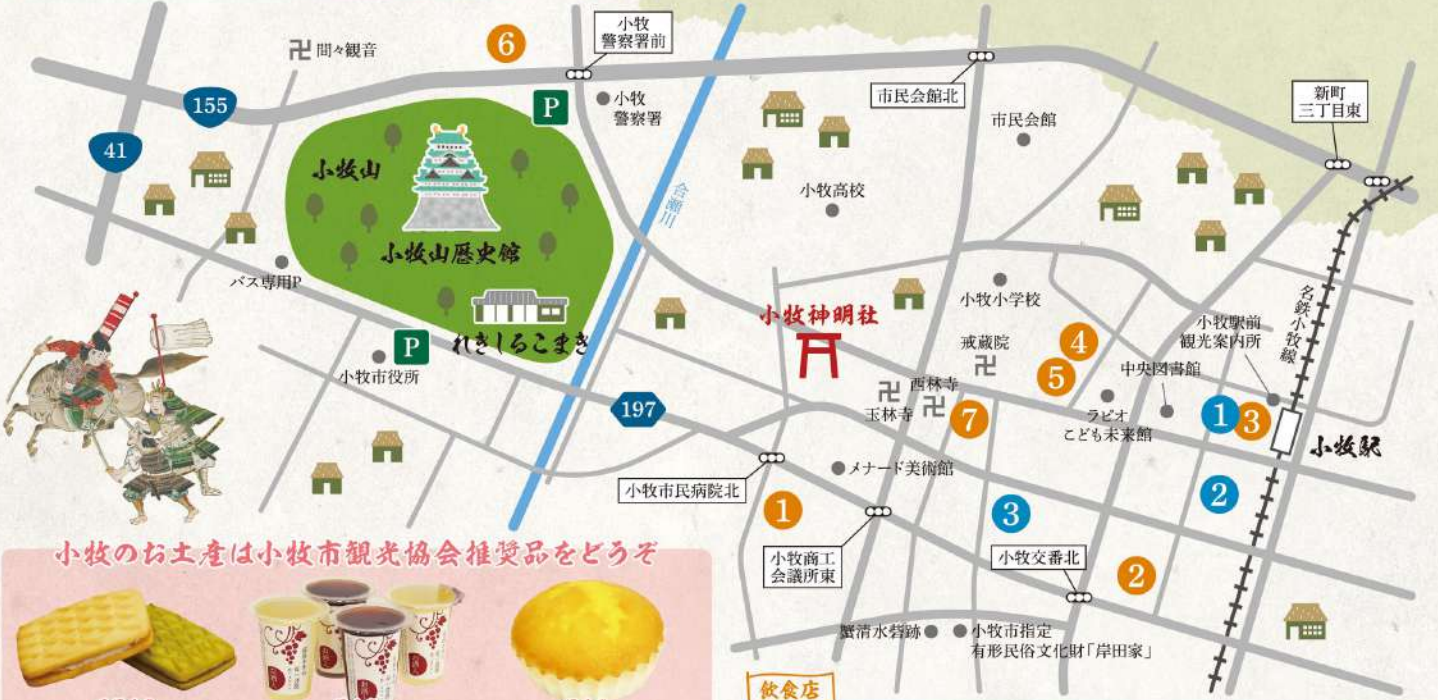 小牧
警察署前
卍 間々観音
6
155
P
小牧
警察署
市民会館北
新町
三丁目東
市民会館
41
小牧山
小牧高校
合瀬川
小牧山歴史館
バス専用P
れきしるこまき
P
小牧市役所
小牧神明社
小牧小学校
名鉄小牧線
小牧駅前
観光案内所
戒蔵院
卍
4
5
中央図書館
197
卍
玉林寺
西林寺
卍
7
ラピオ
こども未来館
1
3
小牧駅
メナード美術館
小牧市民病院北
1
2
3
小牧商工
会議所東
小牧交番北
2
蟹清水砦跡
小牧市指定
有形民俗文化財「岸田家」
小牧のお土産は小牧市観光協会推奨品をどうぞ
飲食店